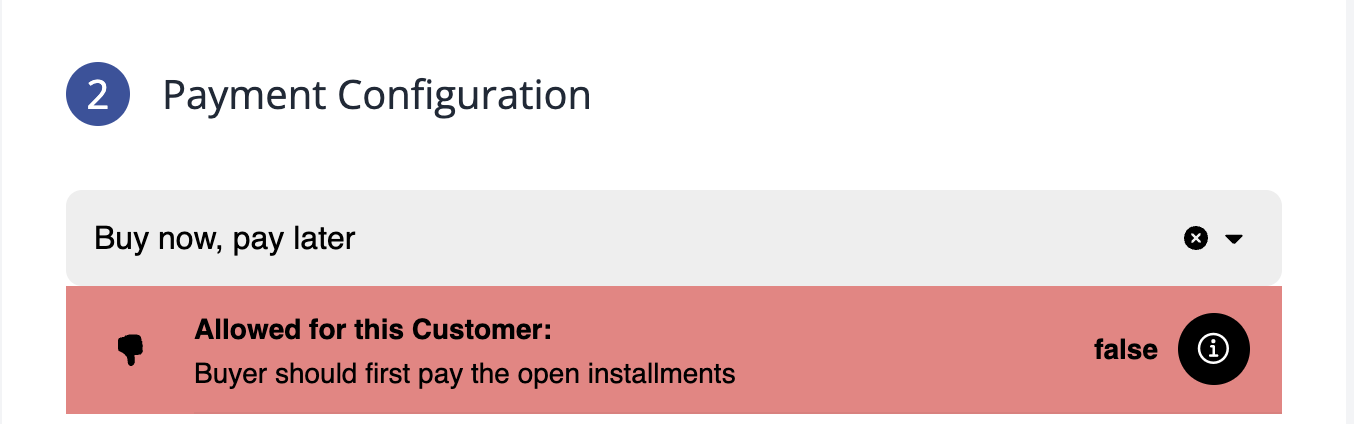 2 Payment Configuration
Buy now, pay later
Allowed for this Customer:
Buyer should first pay the open installments
false